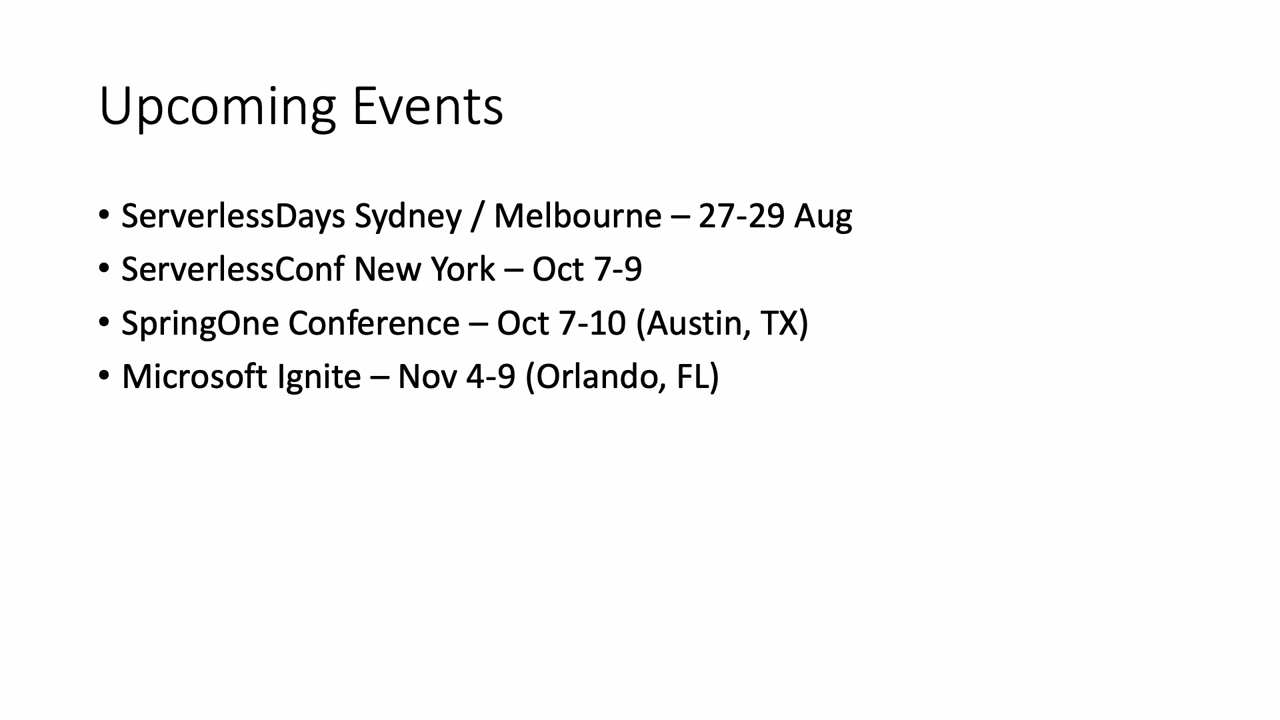 Upcoming Events
• ServerlessDays Sydney / Melbourne – 27-29 Aug
• ServerlessConf New York – Oct 7-9
• SpringOne Conference – Oct 7-10 (Austin, TX)
• Microsoft Ignite – Nov 4-9 (Orlando, FL)